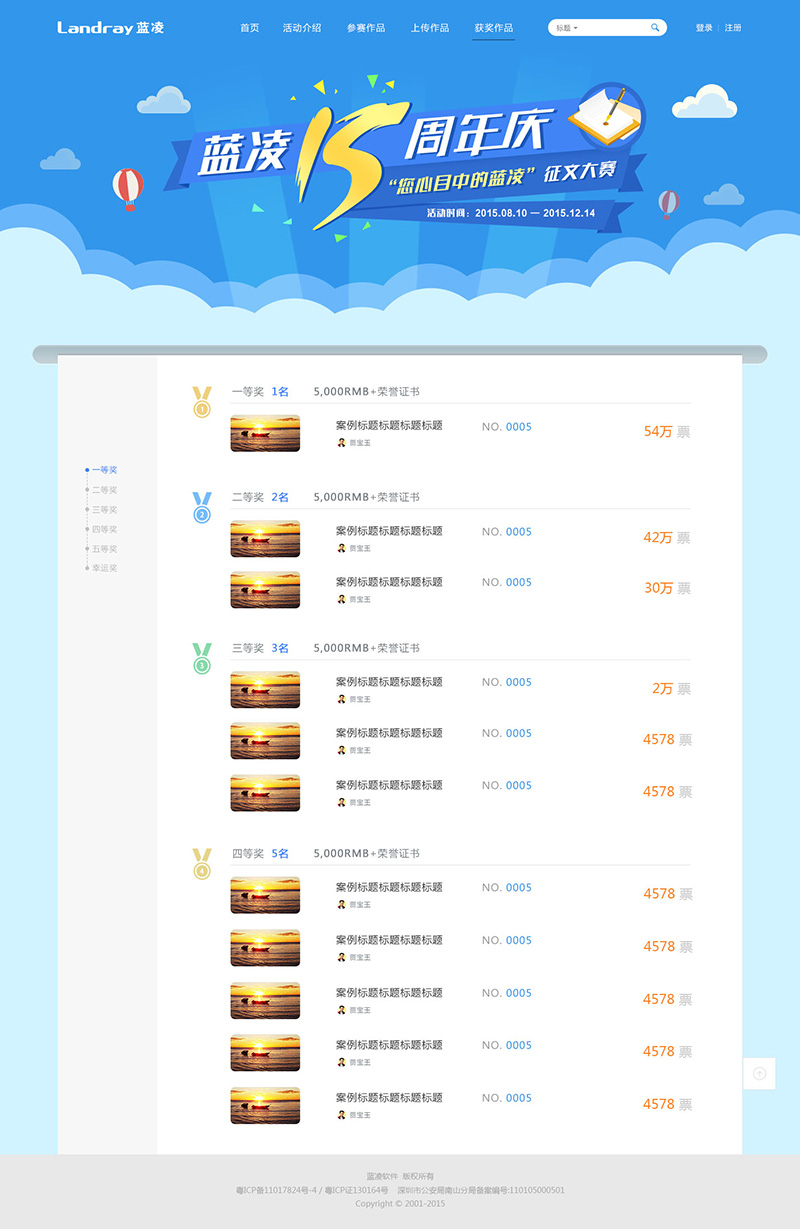 Landray 蓝凌 首页 活动介绍 参赛作品 上传作品 获奖作品 标题 登录 注册
蓝凌 15 周年庆
“您心目中的蓝凌” 征文大赛
活动时间：2015.08.10 — 2015.12.14
一等奖
二等奖
三等奖
四等奖
五等奖
幸运奖
1
一等奖 1名 5,000RMB+荣誉证书
案例标题标题标题标题 NO. 0005 54万 票
贾宝玉
2
二等奖 2名 5,000RMB+荣誉证书
案例标题标题标题标题 NO. 0005 42万 票
贾宝玉
案例标题标题标题标题 NO. 0005 30万 票
贾宝玉
3
三等奖 3名 5,000RMB+荣誉证书
案例标题标题标题标题 NO. 0005 2万 票
贾宝玉
案例标题标题标题标题 NO. 0005 4578 票
贾宝玉
案例标题标题标题标题 NO. 0005 4578 票
贾宝玉
4
四等奖 5名 5,000RMB+荣誉证书
案例标题标题标题标题 NO. 0005 4578 票
贾宝玉
案例标题标题标题标题 NO. 0005 4578 票
贾宝玉
案例标题标题标题标题 NO. 0005 4578 票
贾宝玉
案例标题标题标题标题 NO. 0005 4578 票
贾宝玉
案例标题标题标题标题 NO. 0005 4578 票
贾宝玉
蓝凌软件 版权所有
粤ICP备11017824号-4 / 粤ICP证130164号 深圳市公安局南山分局备案编号:110105000501
Copyright © 2001-2015